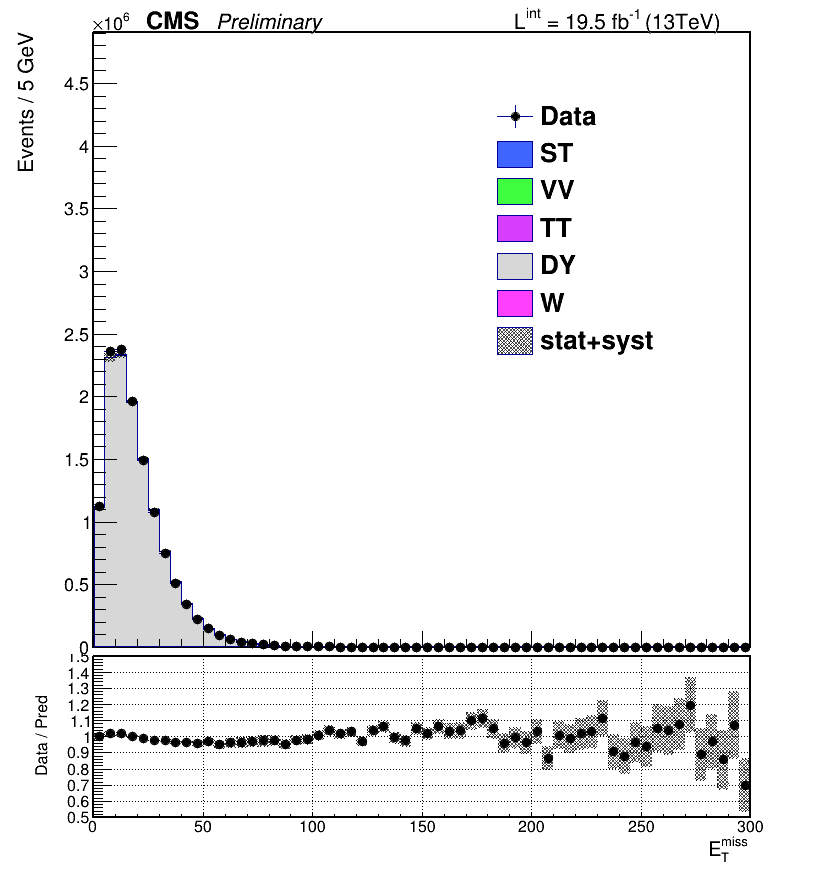 ×10⁶ CMS Preliminary L^int = 19.5 fb⁻¹ (13TeV)
Events / 5 GeV
4.5
4
3.5
3
2.5
2
1.5
1
0.5
0
Data
ST
VV
TT
DY
W
stat+syst
Data / Pred
1.5
1.4
1.3
1.2
1.1
1
0.9
0.8
0.7
0.6
0.5
0 50 100 150 200 250 300
E_T^miss